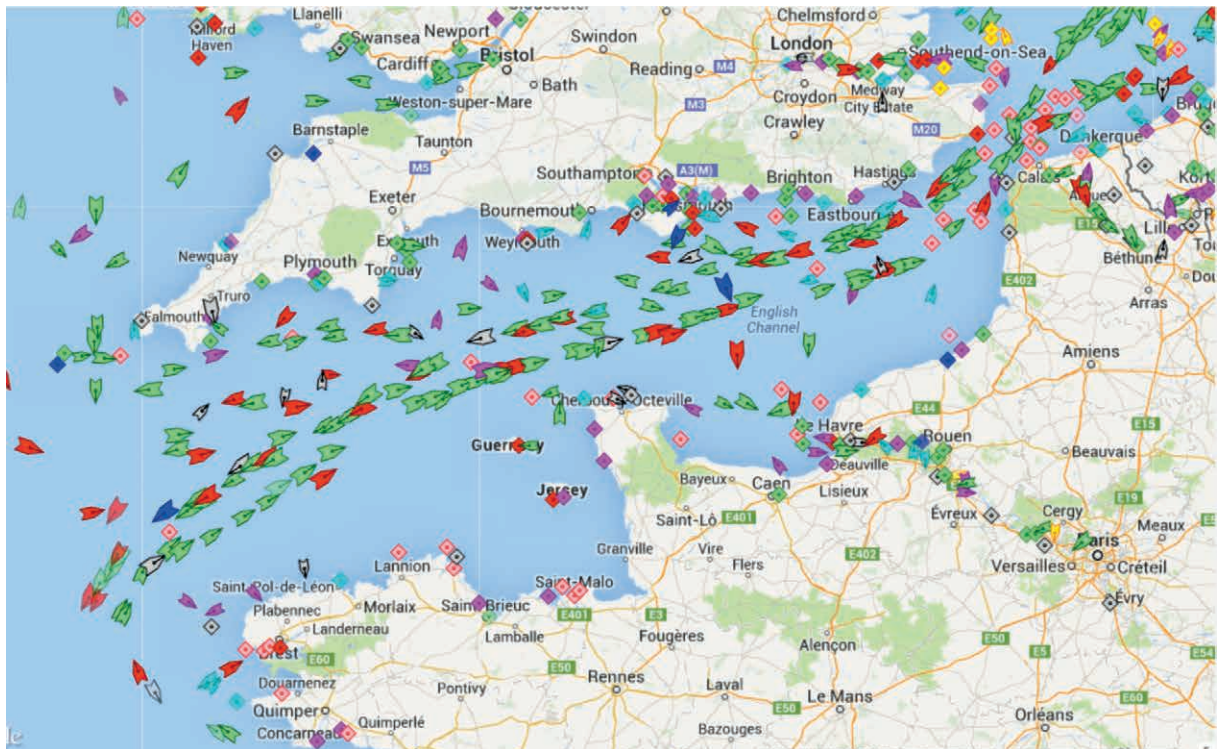 Llanelli
Milford
Haven
Swansea
Newport
Cardiff
Bristol
Weston-super-Mare
Bath
Swindon
Reading
M4
M3
London
Chelmsford
Southend-on-Sea
Croydon
Medway
City Estate
Crawley
M20
Barnstaple
Taunton
M5
Exeter
Southampton
A3(M)
Brighton
Hastings
Bournemouth
Weymouth
Eastbourne
Newquay
Plymouth
Torquay
Truro
Falmouth
English
Channel
Dunkerque
Calais
E15
Lille
Béthune
Arras
E402
Amiens
E44
E15
Beauvais
Le Havre
Rouen
Deauville
Guernsey
Jersey
Bayeux
Caen
Lisieux
Saint-Lô
E401
Évreux
E19
Cergy
Meaux
Paris
Versailles
Créteil
Évry
Granville
Vire
Flers
E402
Saint-Pol-de-Léon
Lannion
Plabennec
Morlaix
Landerneau
Brest
E60
Saint-Malo
Saint-Brieuc
Lamballe
E401
E3
Fougères
Alençon
E50
E5
E54
Douarnenez
Quimper
Concarneau
Quimperlé
Pontivy
E50
Rennes
Laval
Bazouges
E50
Le Mans
E60
Orléans